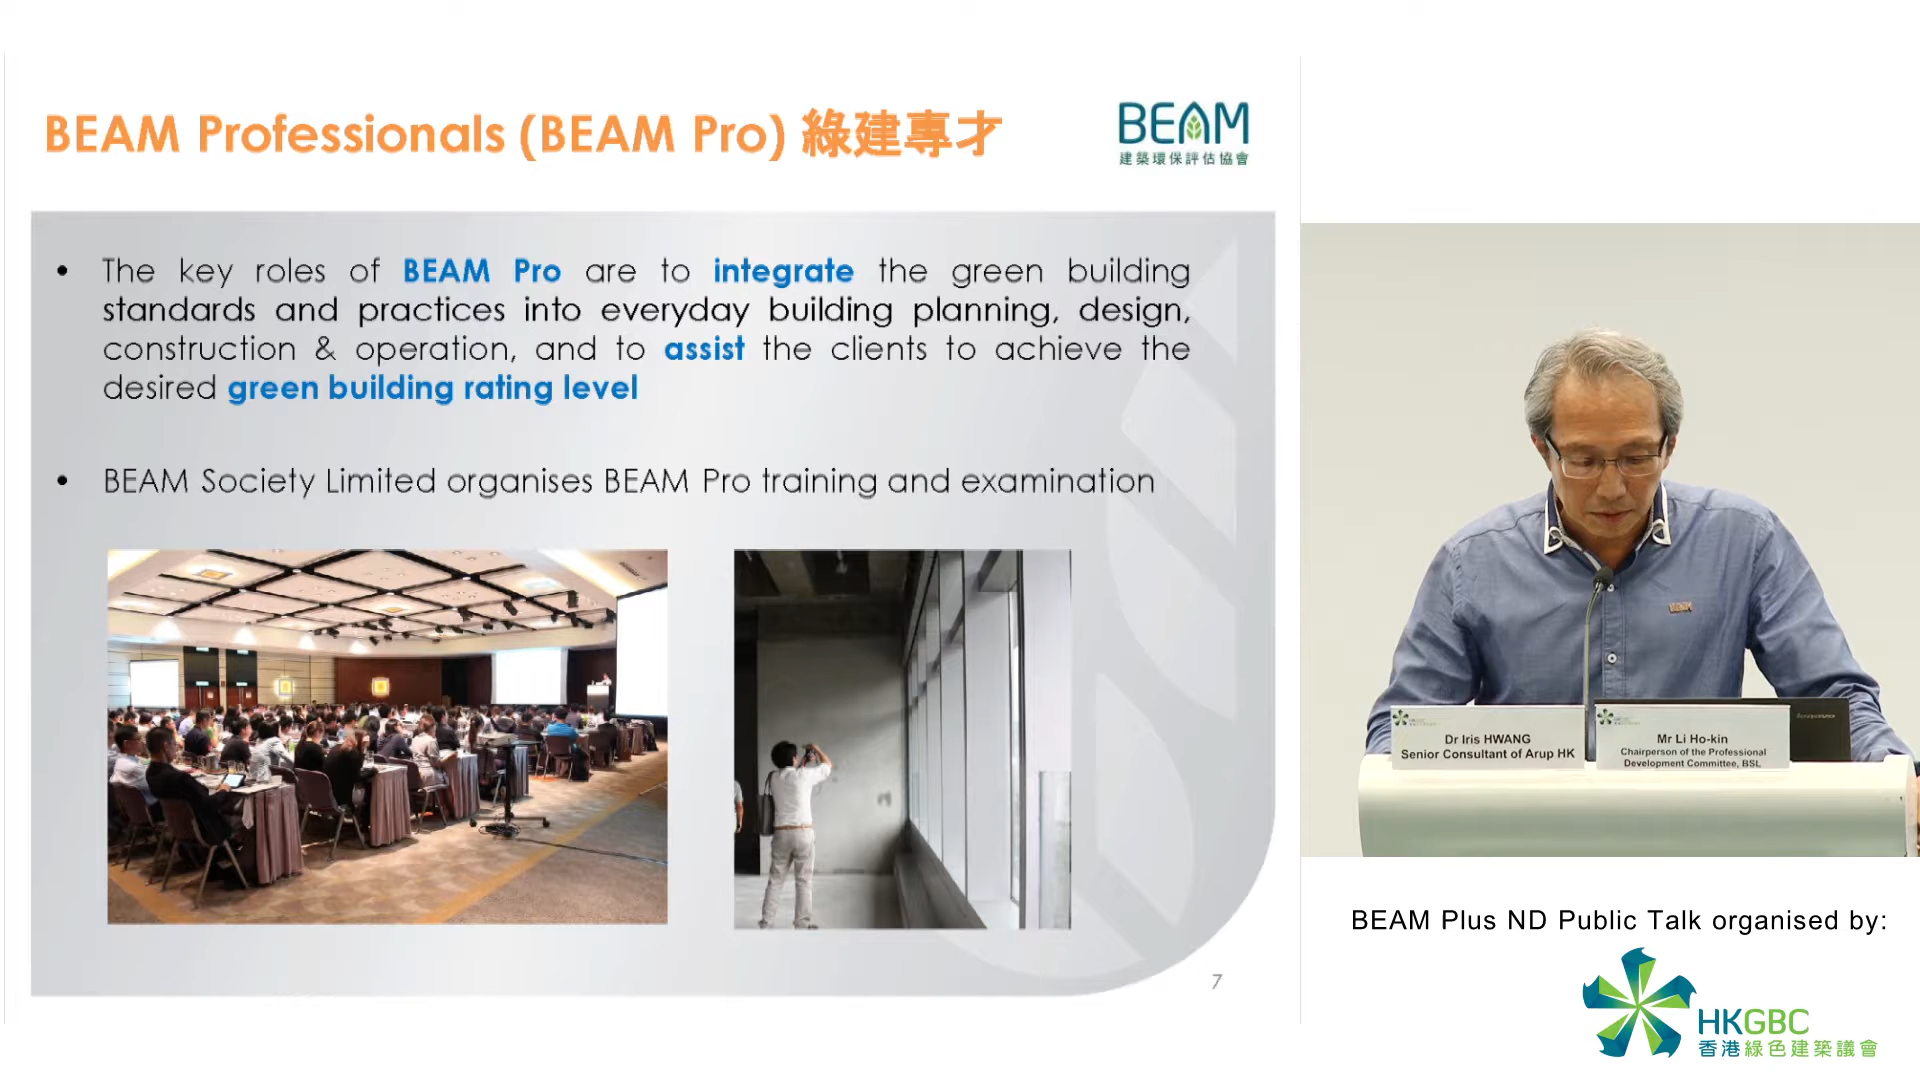 BEAM Professionals (BEAM Pro) 綠建專才
BEAM
建築環保評估協會
• The key roles of BEAM Pro are to integrate the green building
standards and practices into everyday building planning, design,
construction & operation, and to assist the clients to achieve the
desired green building rating level
• BEAM Society Limited organises BEAM Pro training and examination
7
HKGBC
Dr Iris HWANG
Senior Consultant of Arup HK
HKGBC
Mr Li Ho-kin
Chairperson of the Professional
Development Committee, BSL
BEAM Plus ND Public Talk organised by:
HKGBC
香港綠色建築議會